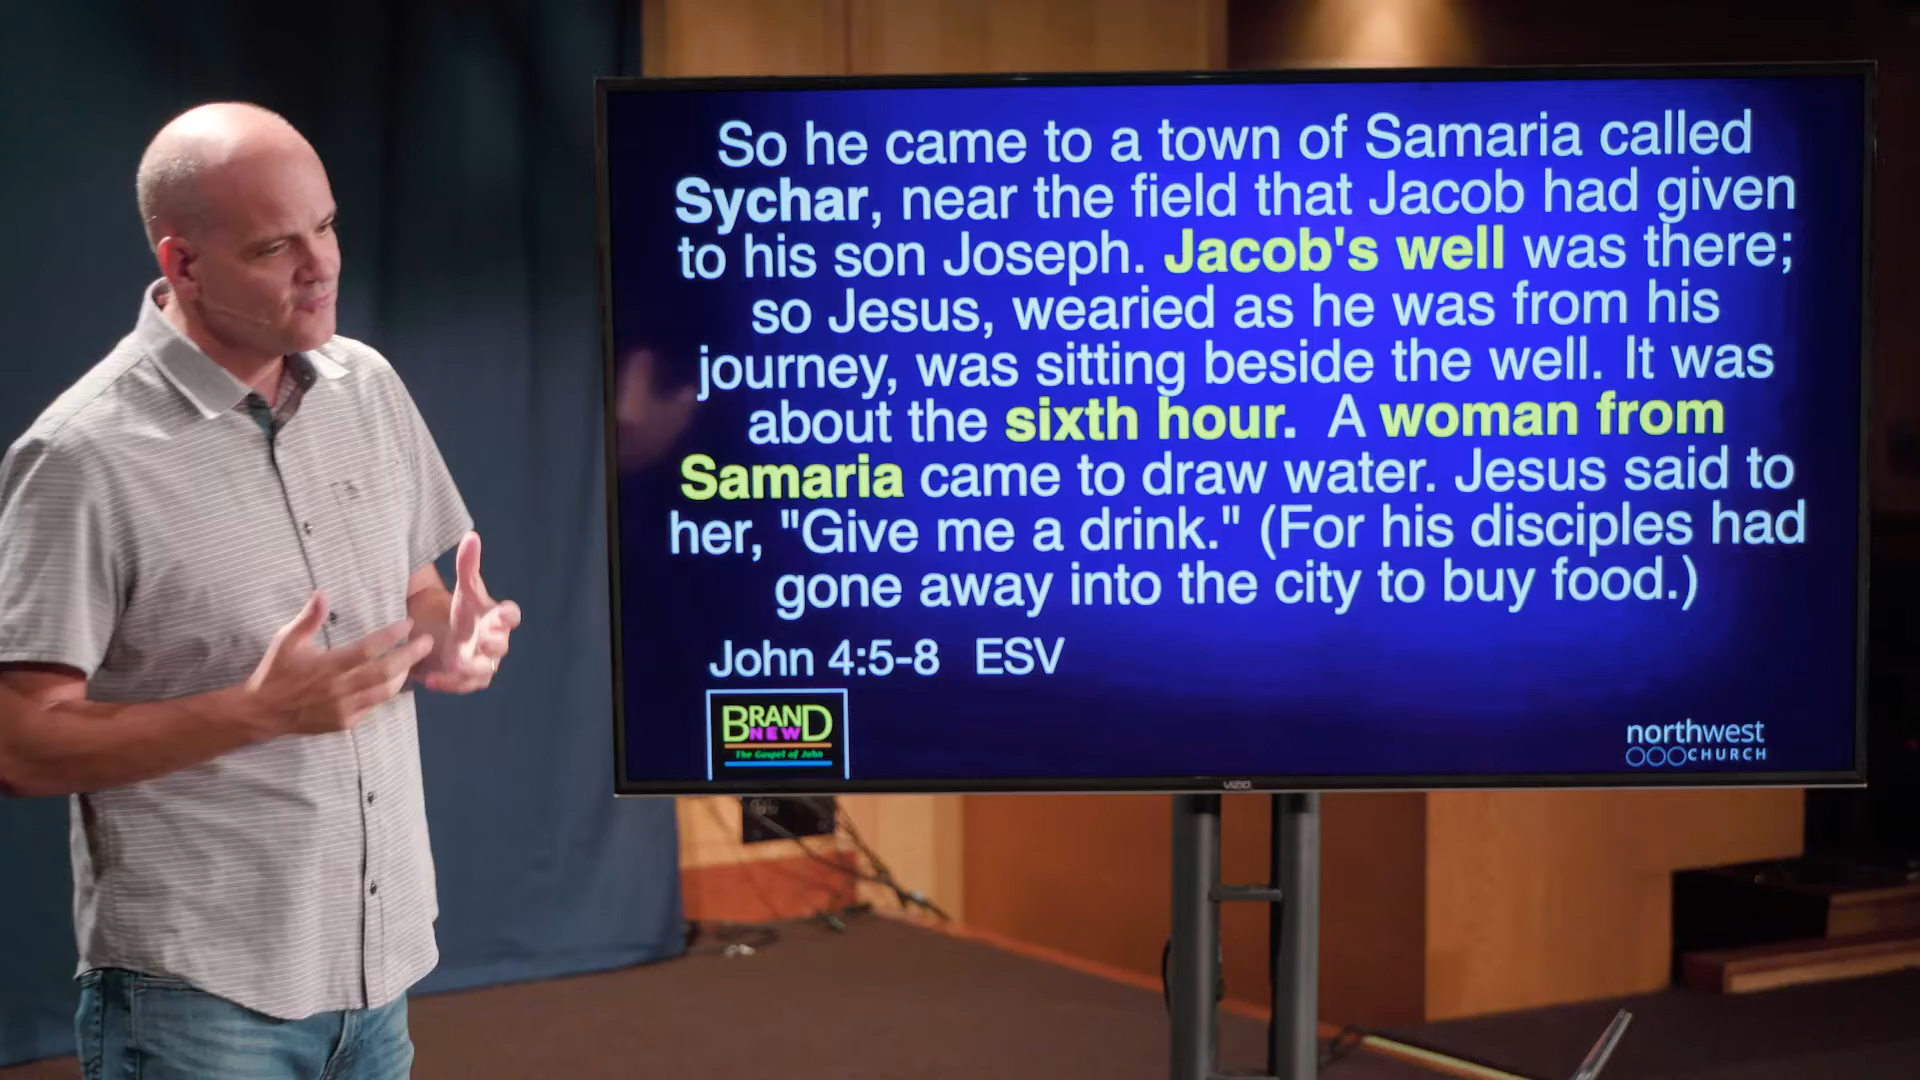 So he came to a town of Samaria called
Sychar, near the field that Jacob had given
to his son Joseph. Jacob's well was there;
so Jesus, wearied as he was from his
journey, was sitting beside the well. It was
about the sixth hour. A woman from
Samaria came to draw water. Jesus said to
her, "Give me a drink." (For his disciples had
gone away into the city to buy food.)
John 4:5-8 ESV
BRAND
NEW
The Gospel of John
northwest
CHURCH
VIZIO